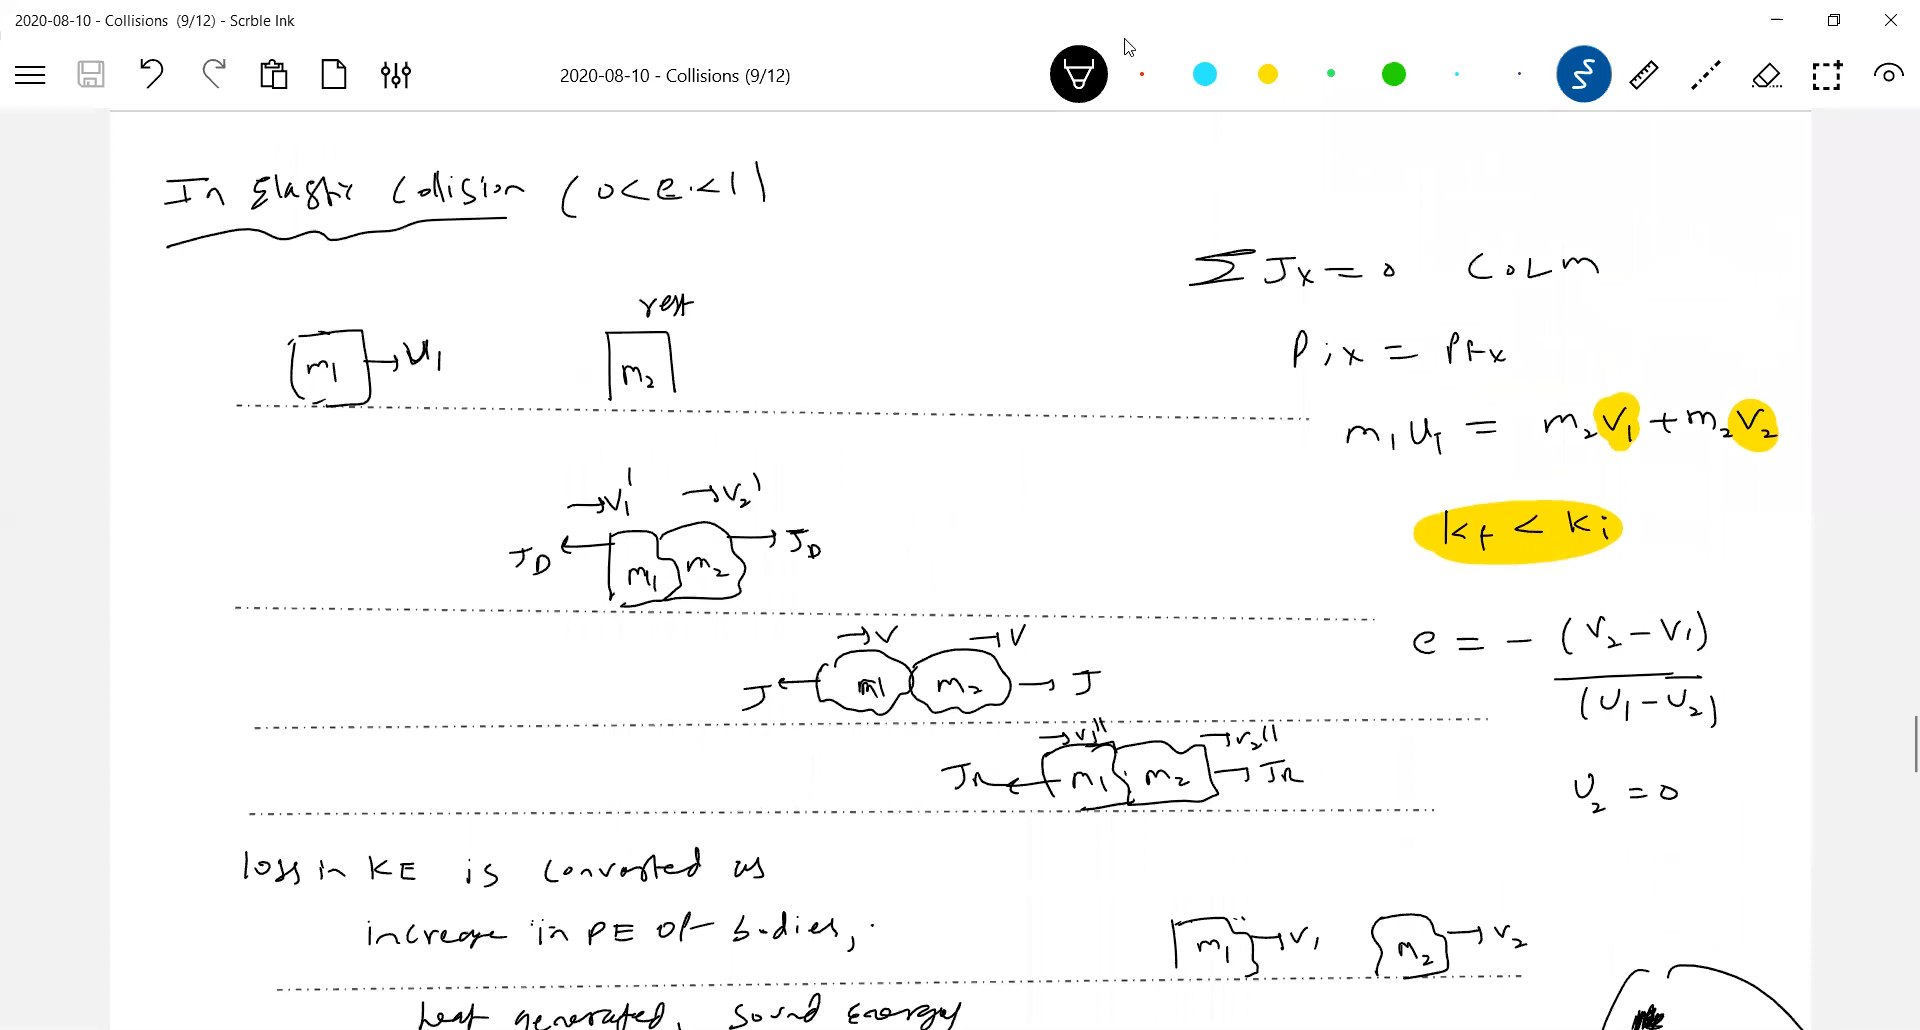 2020-08-10 - Collisions (9/12) - Scrble Ink
2020-08-10 - Collisions (9/12)
In Elastic Collision (0<e<1)
ΣJx = 0 COLM
rest
m1 →U1 m2
Pix = Pfx
m1U1 = m2V1 + m2V2
→V1' →V2'
JD m1 m2 JD
kf < ki
→V →V
J m1 m2 J
e = -(V2-V1)
(U1-U2)
→V1'' →V2''
JR m1 m2 JR
U2 = 0
loss in KE is converted as
increase in PE of bodies,
m1 →V1 m2 →V2
heat generated, sound energy